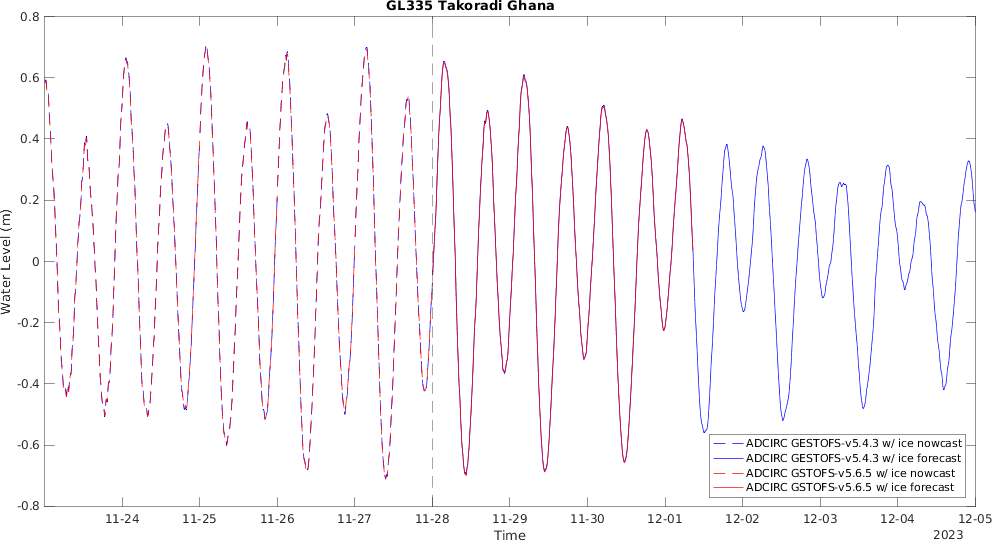 GL335 Takoradi Ghana
0.8
0.6
0.4
0.2
0
-0.2
-0.4
-0.6
-0.8
Water Level (m)
ADCIRC GESTOFS-v5.4.3 w/ ice nowcast
ADCIRC GESTOFS-v5.4.3 w/ ice forecast
ADCIRC GSTOFS-v5.6.5 w/ ice nowcast
ADCIRC GSTOFS-v5.6.5 w/ ice forecast
11-24 11-25 11-26 11-27 11-28 11-29 11-30 12-01 12-02 12-03 12-04 12-05
Time
2023